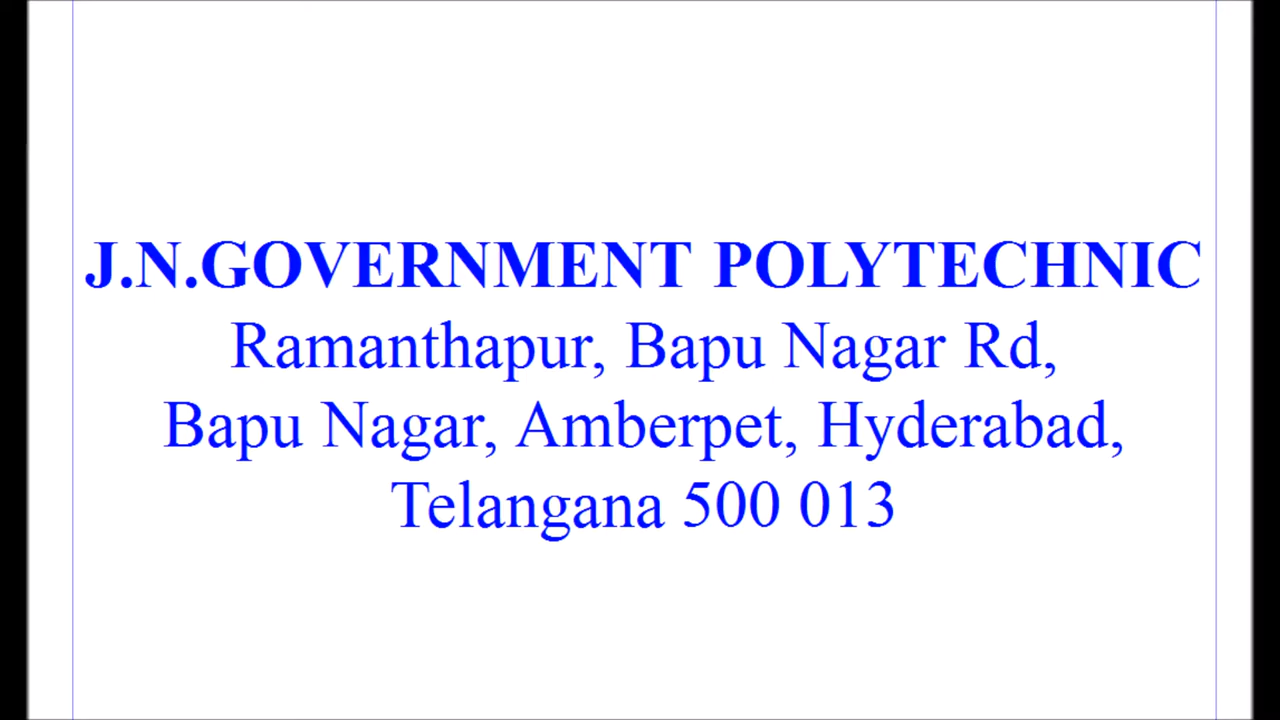 J.N.GOVERNMENT POLYTECHNIC
Ramanthapur, Bapu Nagar Rd,
Bapu Nagar, Amberpet, Hyderabad,
Telangana 500 013